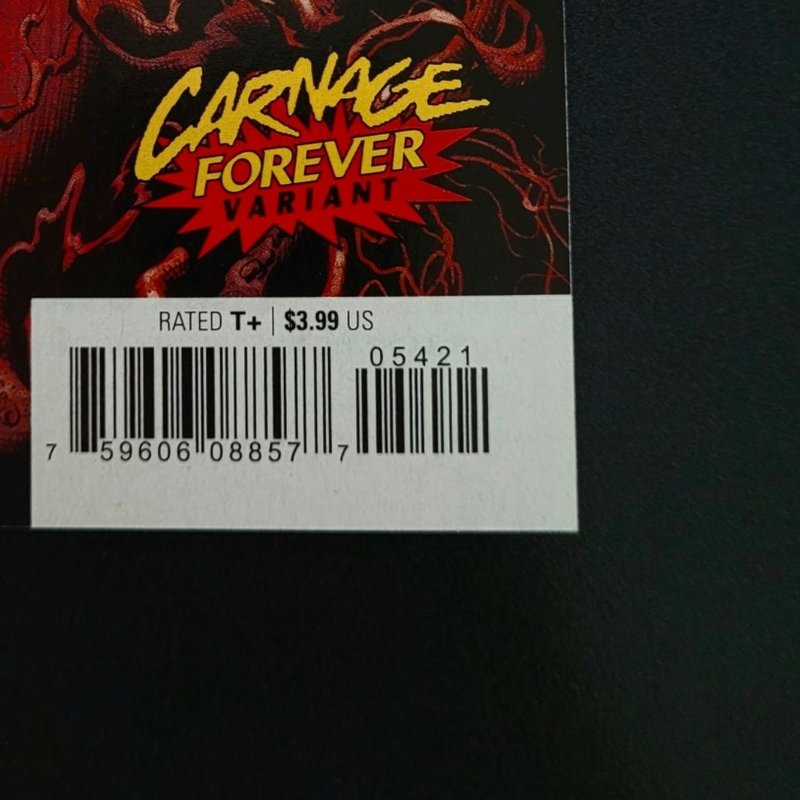 CARNAGE
FOREVER
VARIANT
RATED T+ | $3.99 US
05421
7 59606 08857 7